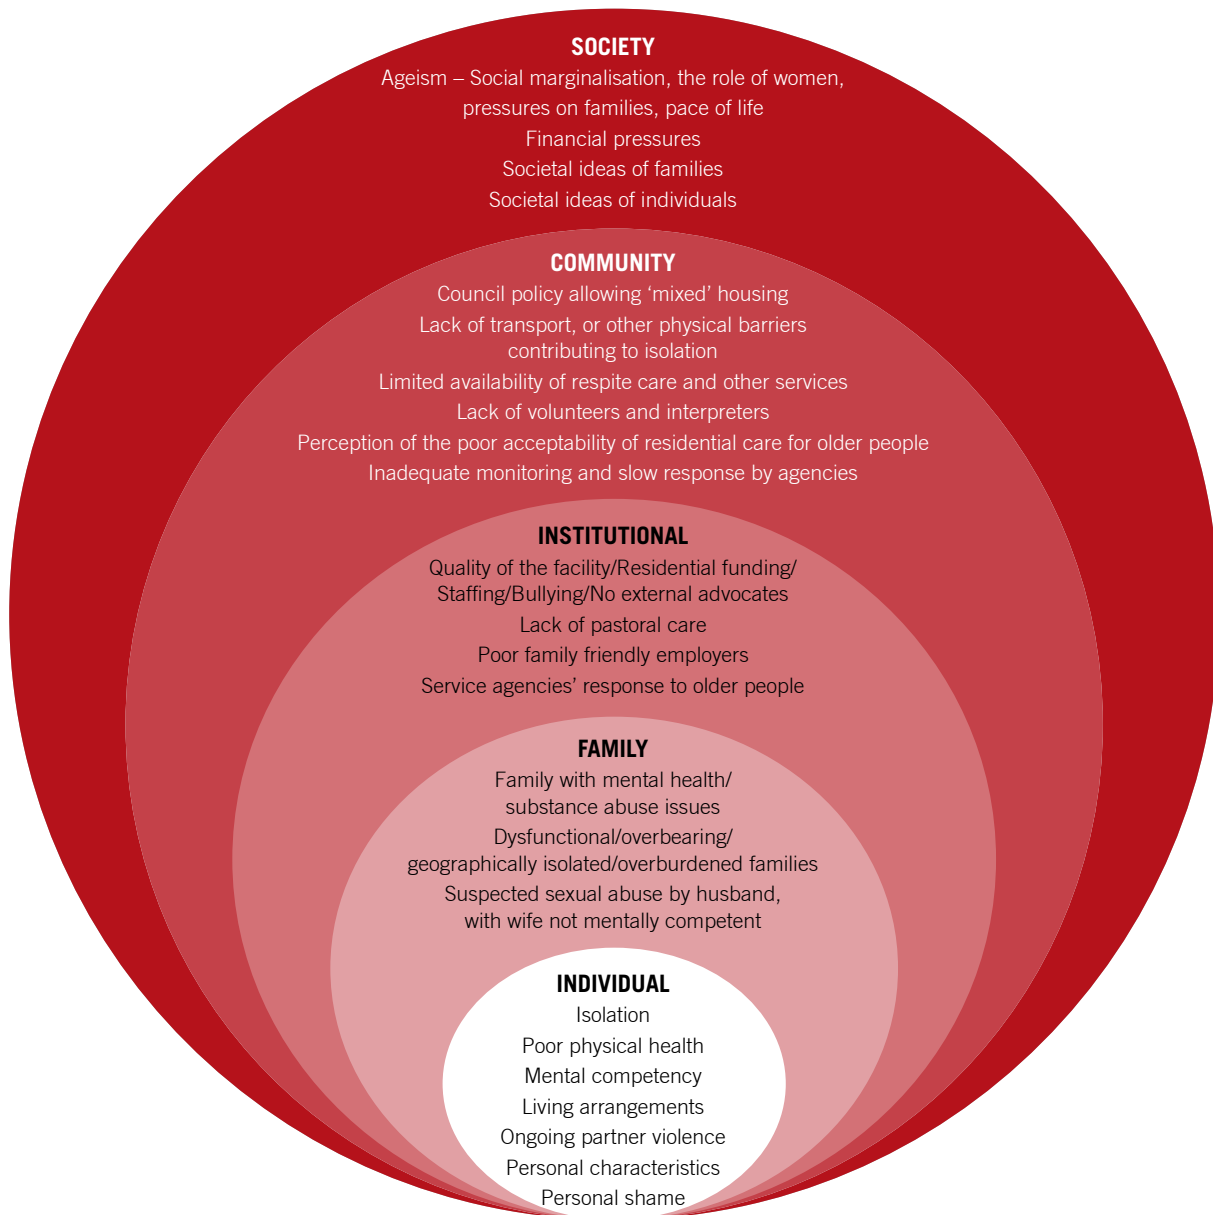 SOCIETY
Ageism – Social marginalisation, the role of women,
pressures on families, pace of life
Financial pressures
Societal ideas of families
Societal ideas of individuals
COMMUNITY
Council policy allowing ‘mixed’ housing
Lack of transport, or other physical barriers
contributing to isolation
Limited availability of respite care and other services
Lack of volunteers and interpreters
Perception of the poor acceptability of residential care for older people
Inadequate monitoring and slow response by agencies
INSTITUTIONAL
Quality of the facility/Residential funding/
Staffing/Bullying/No external advocates
Lack of pastoral care
Poor family friendly employers
Service agencies’ response to older people
FAMILY
Family with mental health/
substance abuse issues
Dysfunctional/overbearing/
geographically isolated/overburdened families
Suspected sexual abuse by husband,
with wife not mentally competent
INDIVIDUAL
Isolation
Poor physical health
Mental competency
Living arrangements
Ongoing partner violence
Personal characteristics
Personal shame